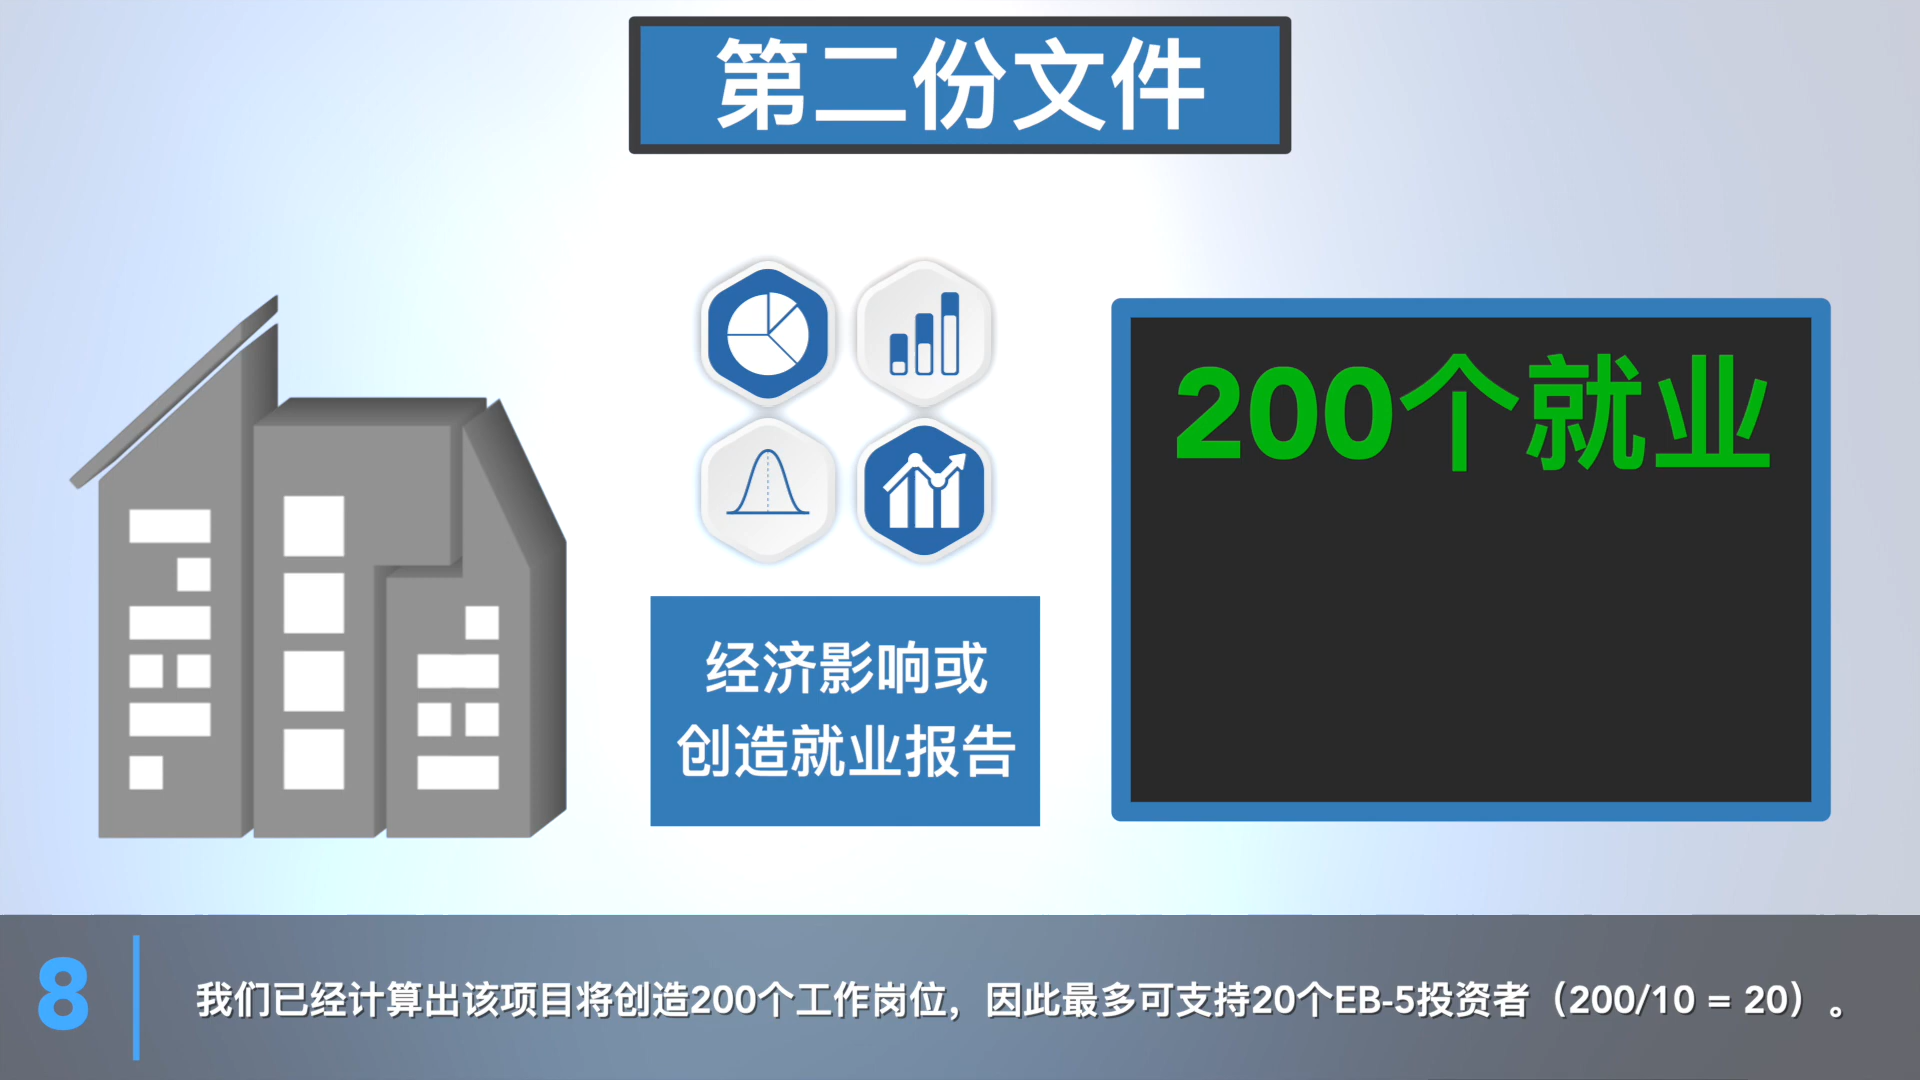 第二份文件
200个就业
经济影响或
创造就业报告
8
我们已经计算出该项目将创造200个工作岗位，因此最多可支持20个EB-5投资者（200/10 = 20）。